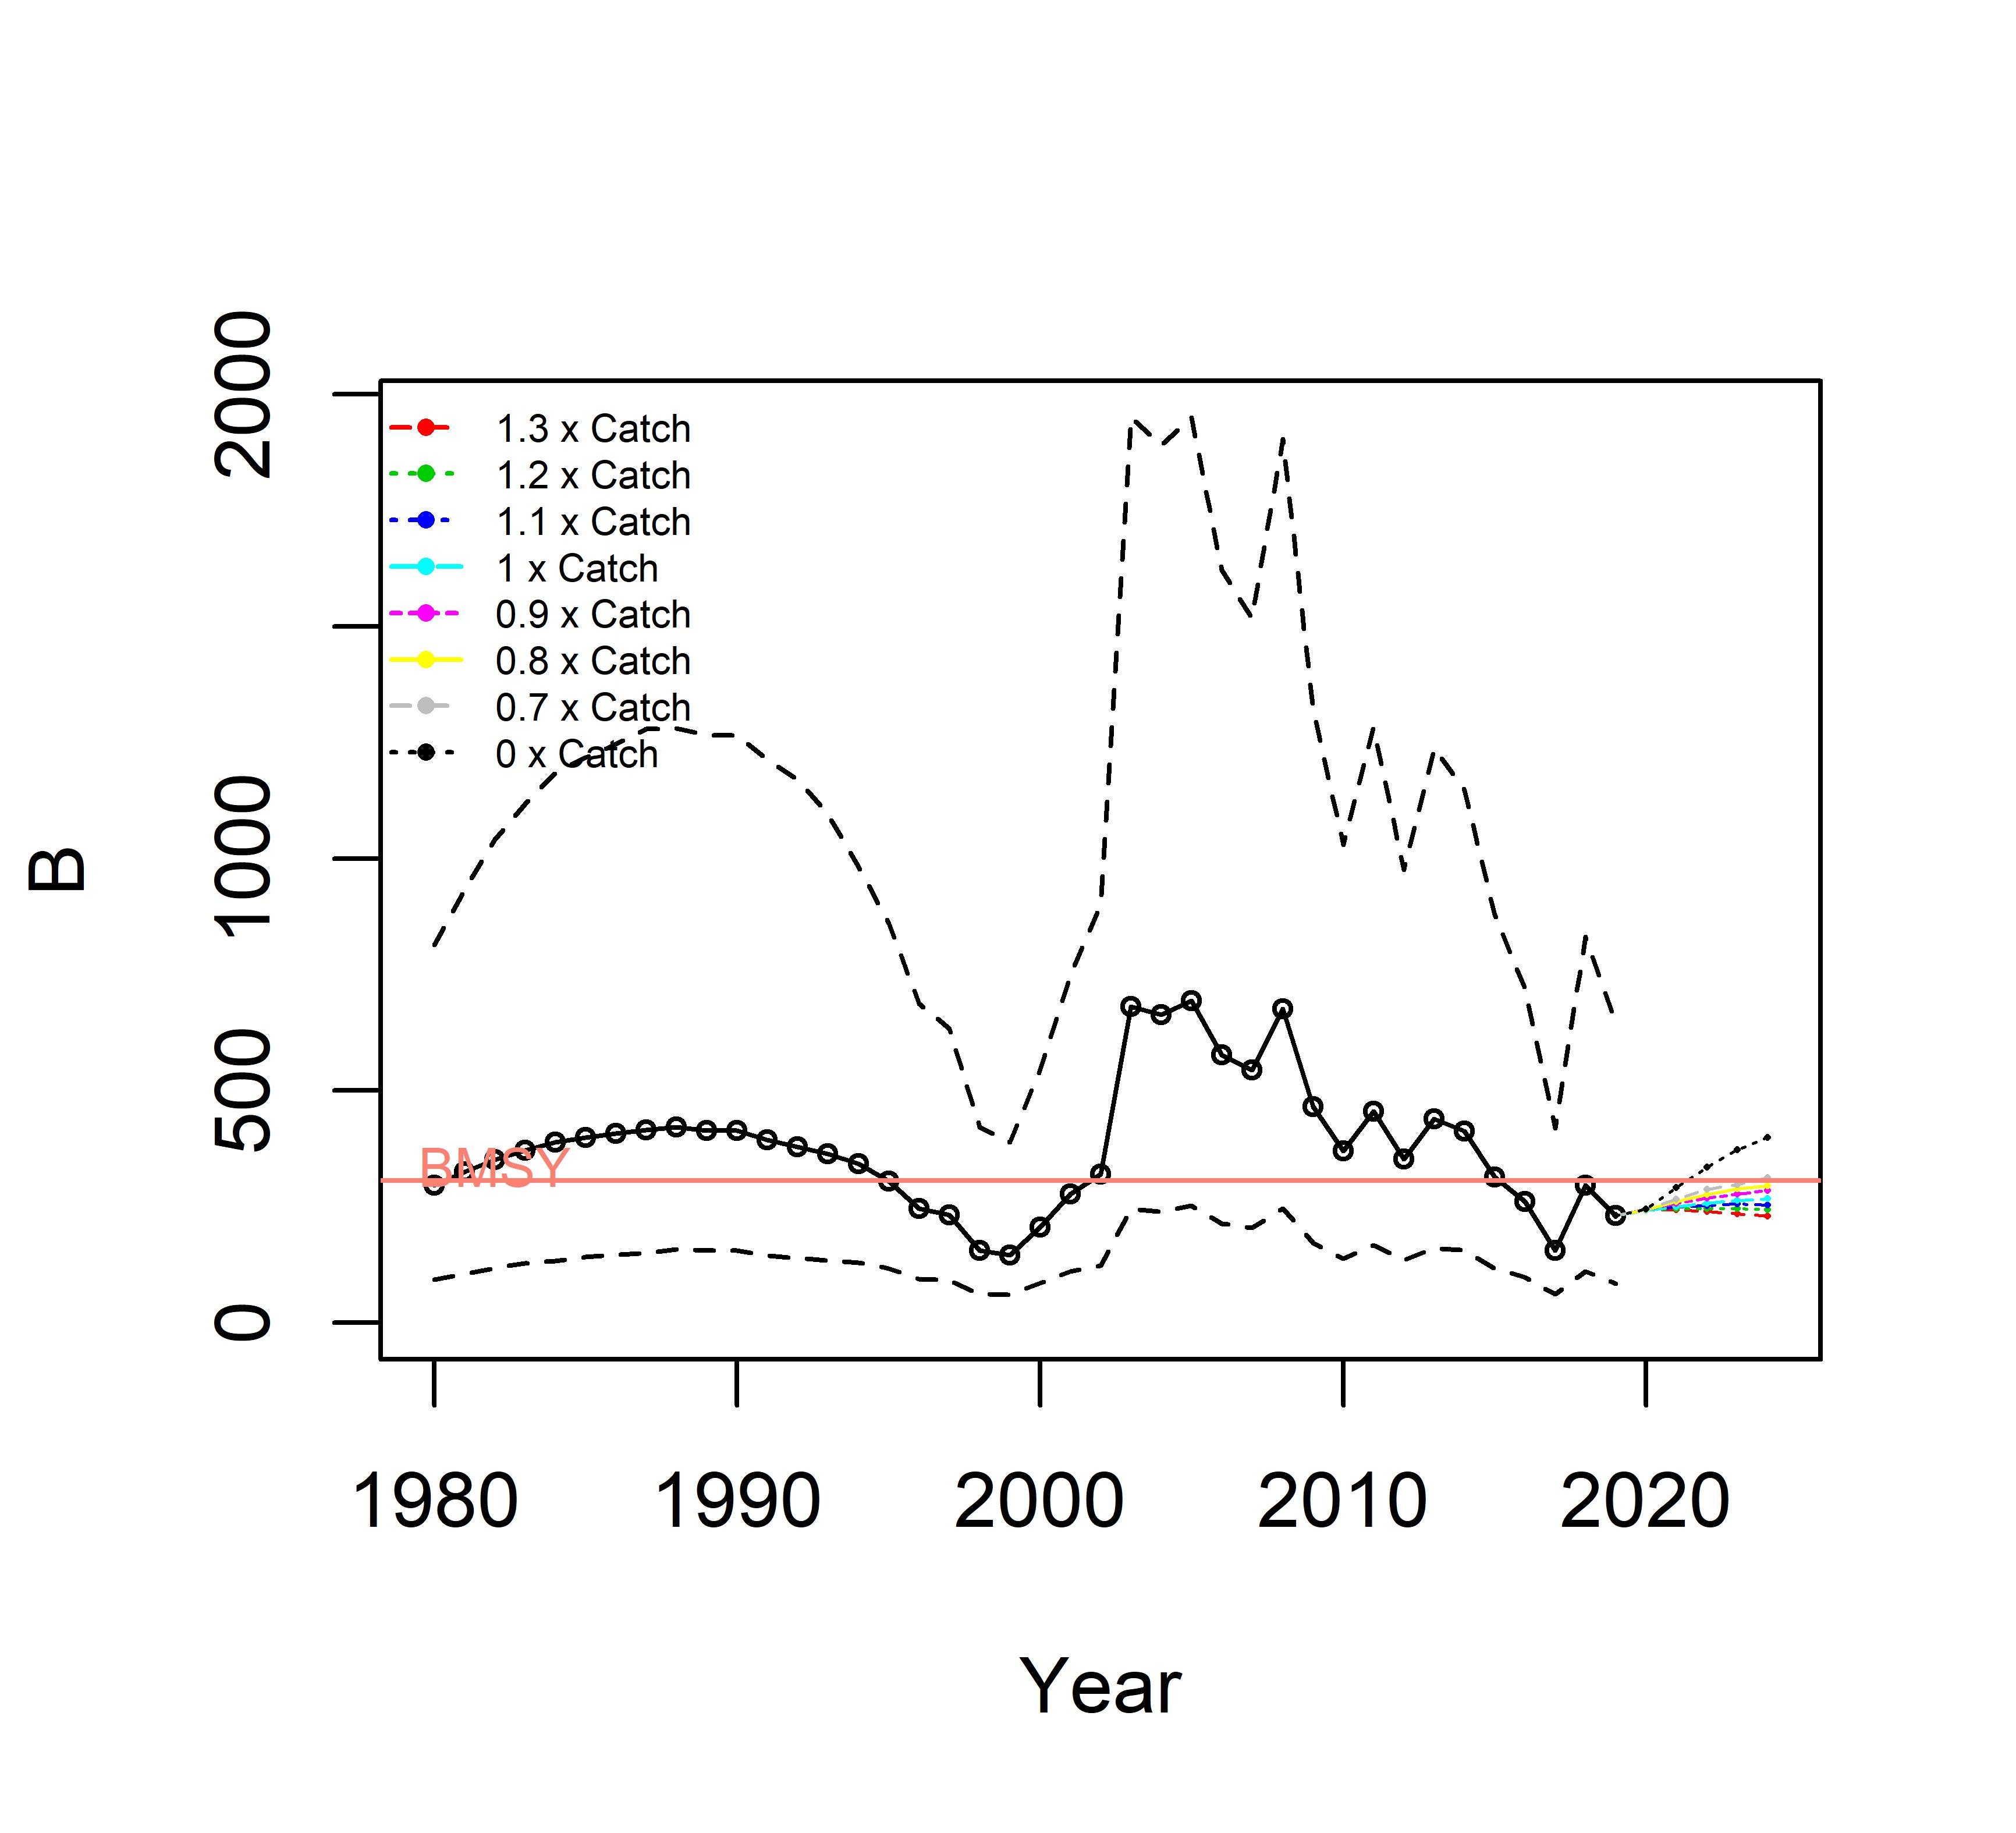 2000
1000
500
0
B
1.3 x Catch
1.2 x Catch
1.1 x Catch
1 x Catch
0.9 x Catch
0.8 x Catch
0.7 x Catch
0 x Catch
BMSY
1980 1990 2000 2010 2020
Year